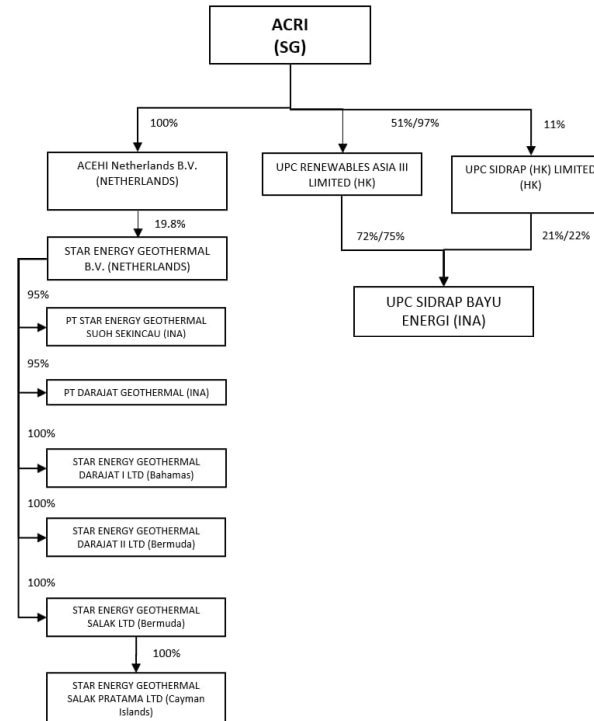 ACRI
(SG)
100%
51%/97%
11%
ACEHI Netherlands B.V.
(NETHERLANDS)
UPC RENEWABLES ASIA III
LIMITED (HK)
UPC SIDRAP (HK) LIMITED
(HK)
19.8%
72%/75%
21%/22%
STAR ENERGY GEOTHERMAL
B.V. (NETHERLANDS)
UPC SIDRAP BAYU
ENERGI (INA)
95%
PT STAR ENERGY GEOTHERMAL
SUOH SEKINCAU (INA)
95%
PT DARAJAT GEOTHERMAL (INA)
100%
STAR ENERGY GEOTHERMAL
DARAJAT I LTD (Bahamas)
100%
STAR ENERGY GEOTHERMAL
DARAJAT II LTD (Bermuda)
100%
STAR ENERGY GEOTHERMAL
SALAK LTD (Bermuda)
100%
STAR ENERGY GEOTHERMAL
SALAK PRATAMA LTD (Cayman
Islands)